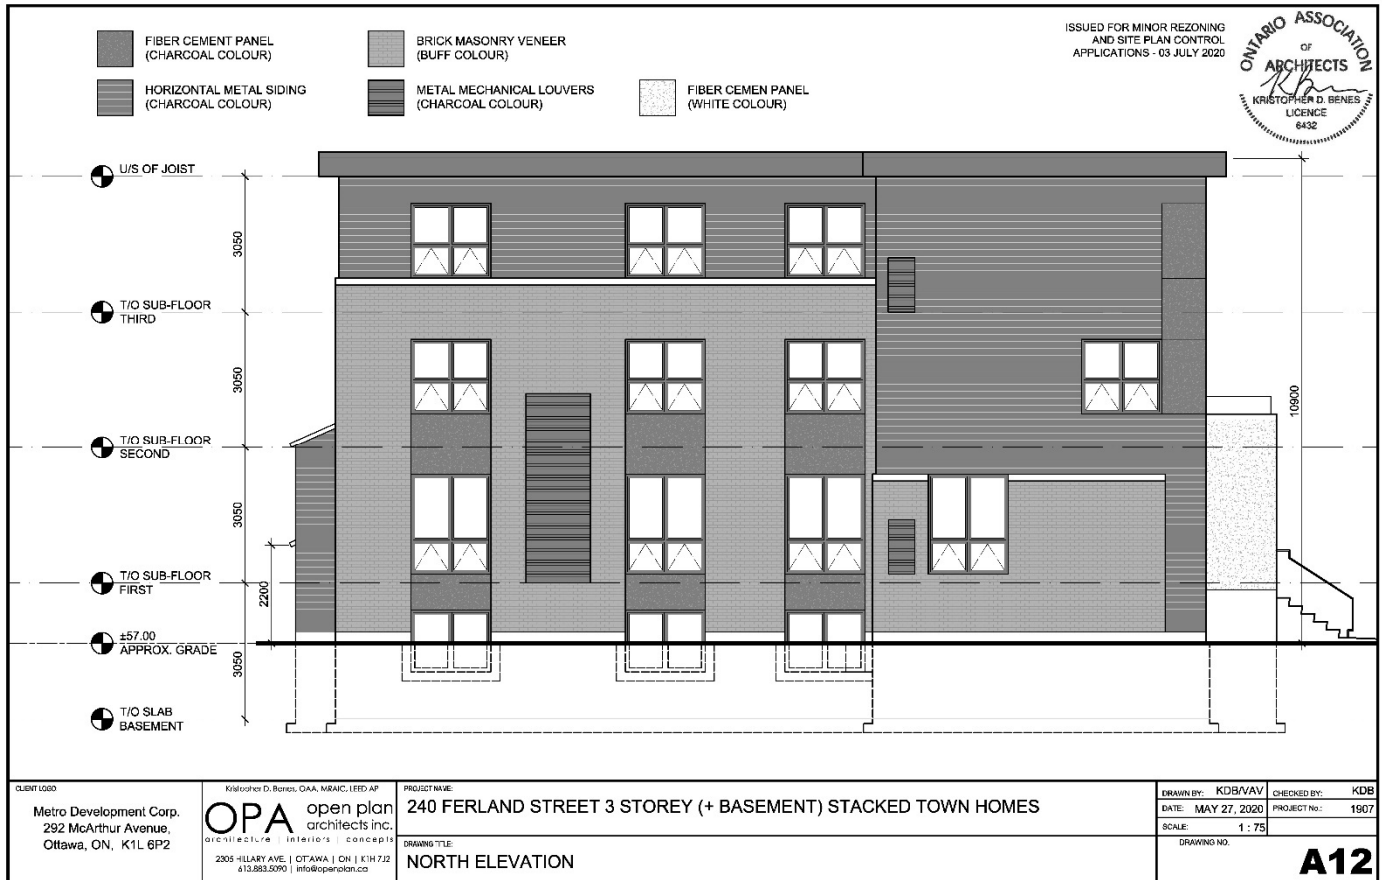 FIBER CEMENT PANEL
(CHARCOAL COLOUR)
BRICK MASONRY VENEER
(BUFF COLOUR)
HORIZONTAL METAL SIDING
(CHARCOAL COLOUR)
METAL MECHANICAL LOUVERS
(CHARCOAL COLOUR)
FIBER CEMEN PANEL
(WHITE COLOUR)
ISSUED FOR MINOR REZONING
AND SITE PLAN CONTROL
APPLICATIONS - 03 JULY 2020
ONTARIO ASSOCIATION
OF
ARCHITECTS
KRISTOPHER D. BENES
LICENCE
6432
U/S OF JOIST
3050
T/O SUB-FLOOR
THIRD
3050
10900
T/O SUB-FLOOR
SECOND
3050
T/O SUB-FLOOR
FIRST
2200
±57.00
APPROX. GRADE
3050
T/O SLAB
BASEMENT
CLIENT LOGO:
Metro Development Corp.
292 McArthur Avenue,
Ottawa, ON, K1L 6P2
Kristopher D. Benes, OAA, MRAIC, LEED AP
OPA open plan
architects inc.
architecture | interiors | concepts
2305 HILLARY AVE. | OTTAWA | ON | K1H 7J2
613.883.5090 | info@openplan.ca
PROJECT NAME:
240 FERLAND STREET 3 STOREY (+ BASEMENT) STACKED TOWN HOMES
DRAWING TITLE:
NORTH ELEVATION
DRAWN BY: KDB/VAV CHECKED BY: KDB
DATE: MAY 27, 2020 PROJECT No.: 1907
SCALE: 1 : 75
DRAWING NO.
A12